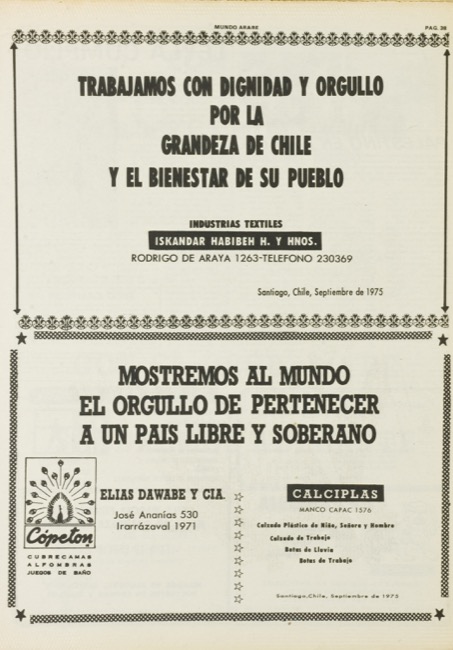 MUNDO ARABE
PAG. 28
TRABAJAMOS CON DIGNIDAD Y ORGULLO
POR LA
GRANDEZA DE CHILE
Y EL BIENESTAR DE SU PUEBLO
INDUSTRIAS TEXTILES
ISKANDAR HABIBEH H. Y HNOS.
RODRIGO DE ARAYA 1263-TELEFONO 230369
Santiago, Chile, Septiembre de 1975
MOSTREMOS AL MUNDO
EL ORGULLO DE PERTENECER
A UN PAIS LIBRE Y SOBERANO
Cópeton
CUBRECAMAS
ALFOMBRAS
JUEGOS DE BAÑO
ELIAS DAWABE Y CIA.
José Ananías 530
Irarrázaval 1971
CALCIPLAS
MANCO CAPAC 1576
Calzado Plástico de Niño, Señora y Hombre
Calzado de Trabajo
Botas de Lluvia
Botas de Trabajo
Santiago, Chile, Septiembre de 1975